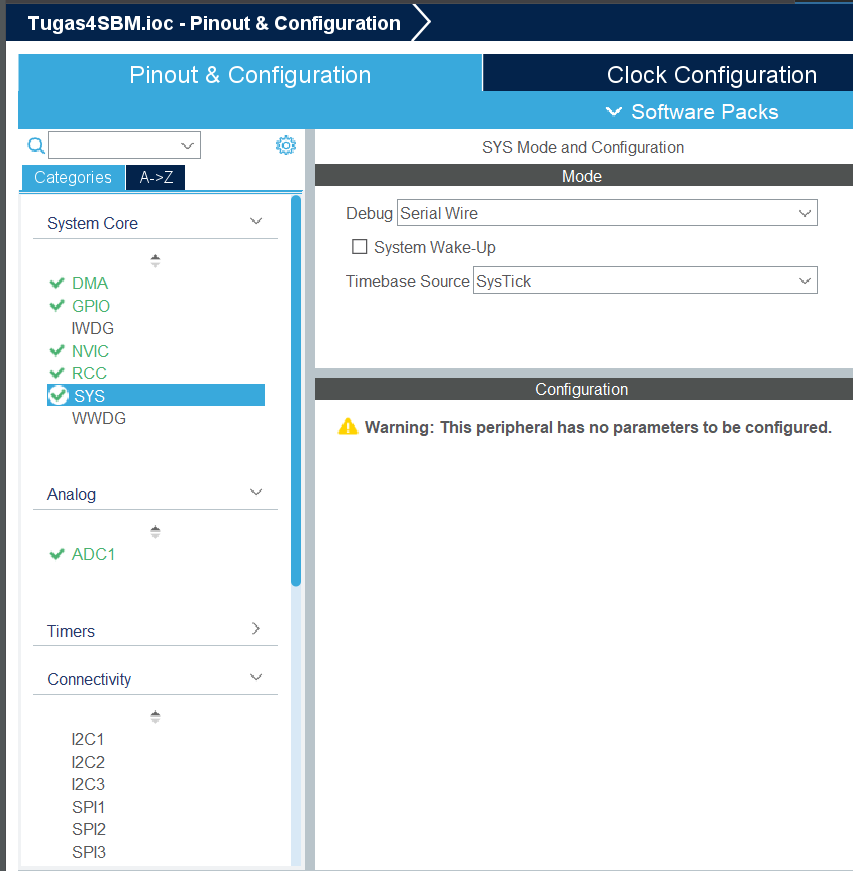 Tugas4SBM.ioc - Pinout & Configuration
Pinout & Configuration
Clock Configuration
Software Packs
Categories
A->Z
System Core
DMA
GPIO
IWDG
NVIC
RCC
SYS
WWDG
Analog
ADC1
Timers
Connectivity
I2C1
I2C2
I2C3
SPI1
SPI2
SPI3
SYS Mode and Configuration
Mode
Debug Serial Wire
System Wake-Up
Timebase Source SysTick
Configuration
Warning: This peripheral has no parameters to be configured.